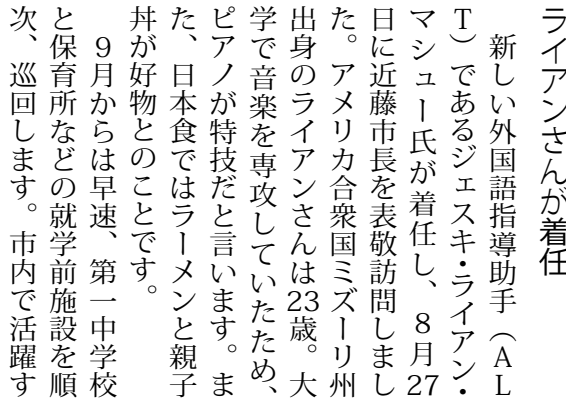 ライアンさんが着任
新しい外国語指導助手（AL
T）であるジェスキ・ライアン・
マシュー氏が着任し、8月27
日に近藤市長を表敬訪問しまし
た。アメリカ合衆国ミズーリ州
出身のライアンさんは23歳。大
学で音楽を専攻していたため、
ピアノが特技だと言います。ま
た、日本食ではラーメンと親子
丼が好物とのことです。
9月からは早速、第一中学校
と保育所などの就学前施設を順
次、巡回します。市内で活躍す